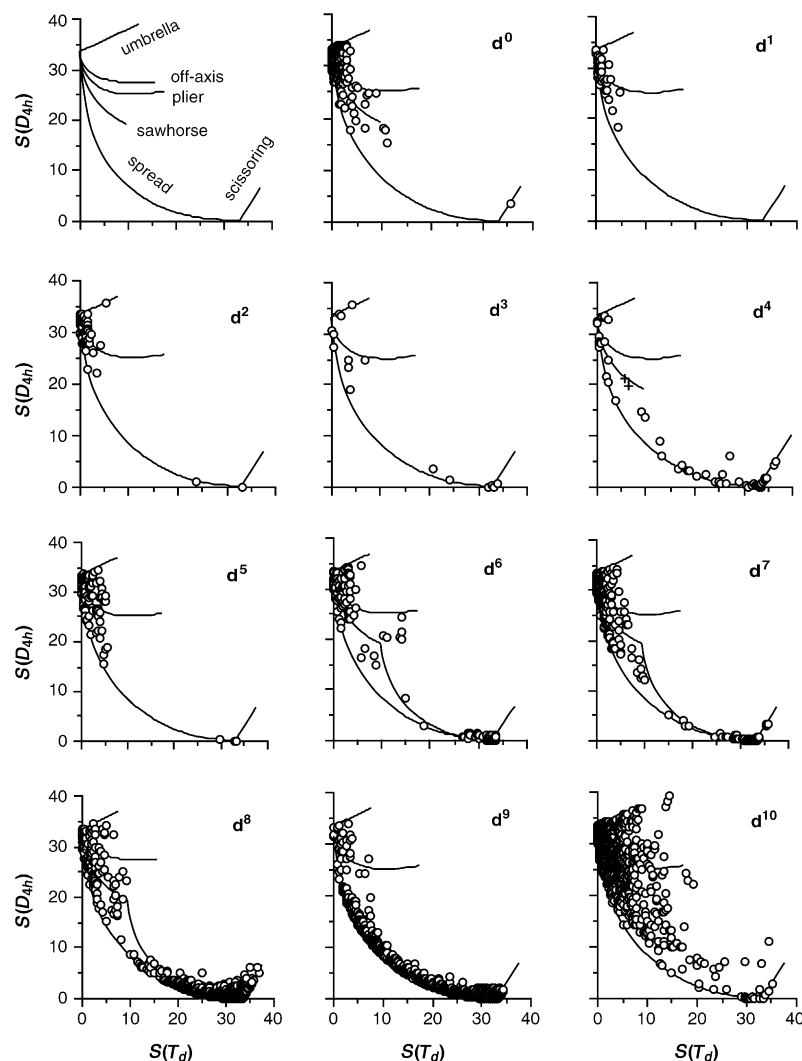 40
30
20
10
0
S(D4h)
umbrella
off-axis
plier
sawhorse
spread
scissoring
d0
d1
40
30
20
10
0
S(D4h)
d2
d3
d4
40
30
20
10
0
S(D4h)
d5
d6
d7
40
30
20
10
0
S(D4h)
d8
d9
d10
0 10 20 30 40
0 10 20 30 40
0 10 20 30 40
S(Td) S(Td) S(Td)